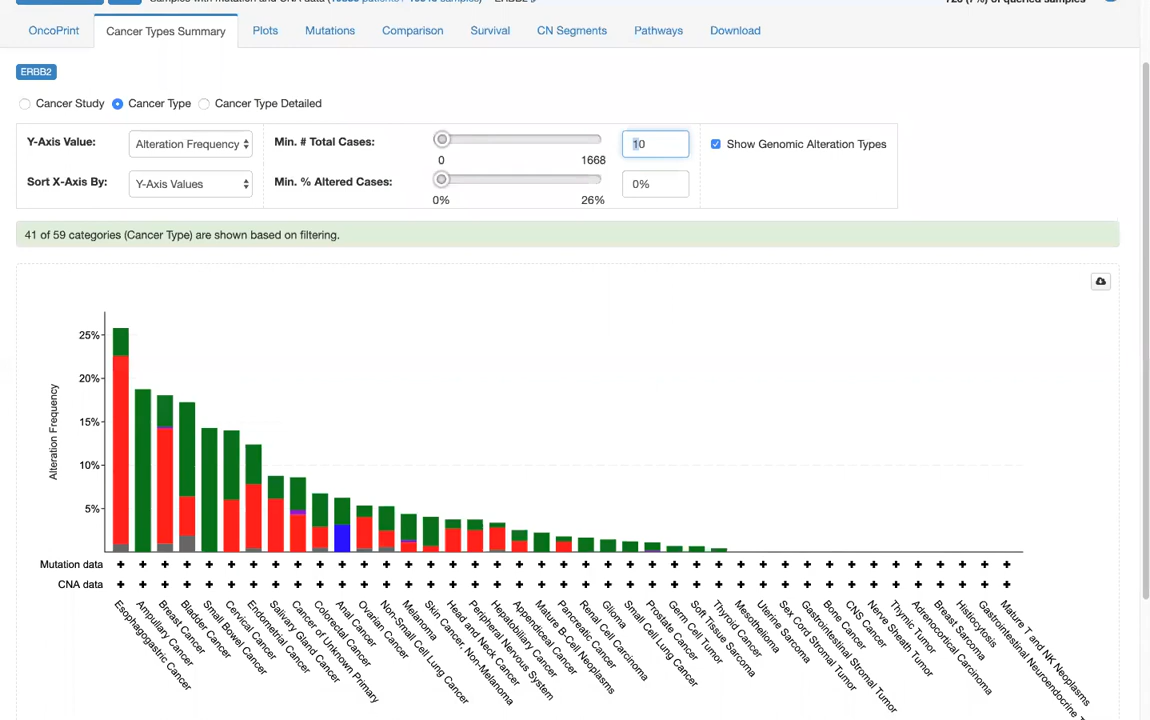 Samples with mutation and CNA data
OncoPrint Cancer Types Summary Plots Mutations Comparison Survival CN Segments Pathways Download
ERBB2
Cancer Study Cancer Type Cancer Type Detailed
Y-Axis Value: Alteration Frequency Min. # Total Cases: 10 Show Genomic Alteration Types
0 1668
Sort X-Axis By: Y-Axis Values Min. % Altered Cases: 0%
0% 26%
41 of 59 categories (Cancer Type) are shown based on filtering.
Alteration Frequency
25%
20%
15%
10%
5%
Mutation data
CNA data
Esophagogastric Cancer
Ampullary Cancer
Breast Cancer
Bladder Cancer
Small Bowel Cancer
Cervical Cancer
Endometrial Cancer
Salivary Gland Cancer
Cancer of Unknown Primary
Colorectal Cancer
Anal Cancer
Ovarian Cancer
Non-Small Cell Lung Cancer
Melanoma
Skin Cancer, Non-Melanoma
Head and Neck Cancer
Peripheral Nervous System
Hepatobiliary Cancer
Appendiceal Cancer
Mature B-Cell Neoplasms
Pancreatic Cancer
Renal Cell Carcinoma
Glioma
Small Cell Lung Cancer
Prostate Cancer
Germ Cell Tumor
Soft Tissue Sarcoma
Thyroid Cancer
Mesothelioma
Uterine Sarcoma
Sex Cord Stromal Tumor
Gastrointestinal Stromal Tumor
Bone Cancer
CNS Cancer
Nerve Sheath Tumor
Thymic Tumor
Adrenocortical Carcinoma
Breast Sarcoma
Histiocytosis
Gastrointestinal Neuroendocrine T
Mature T and NK Neoplasms